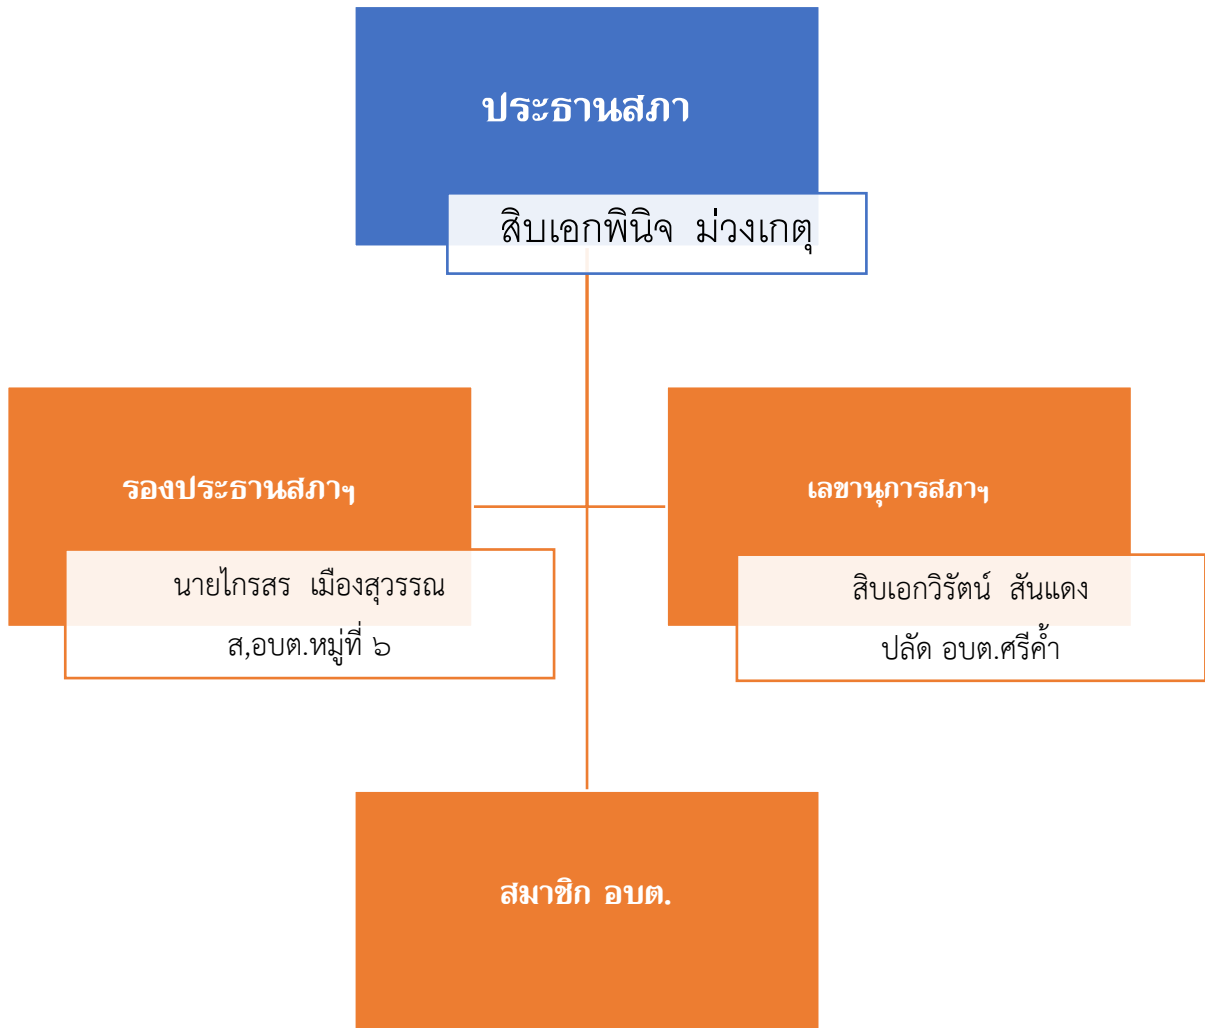 ประธานสภา
สิบเอกพินิจ ม่วงเกตุ
รองประธานสภาฯ
นายไกรสร เมืองสุวรรณ
ส,อบต.หมู่ที่ ๖
เลขานุการสภาฯ
สิบเอกวิรัตน์ สันแดง
ปลัด อบต.ศรีค้ำ
สมาชิก อบต.